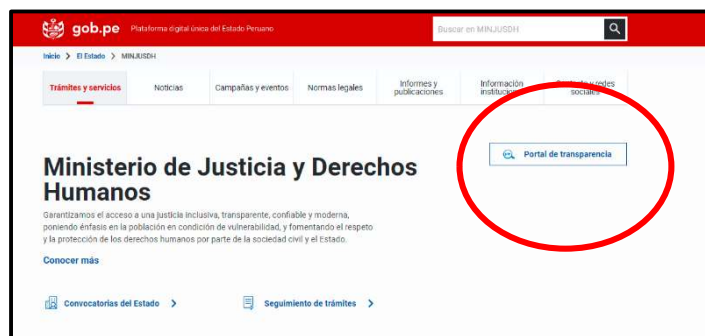 gob.pe Plataforma digital única del Estado Peruano Buscar en MINJUSDH
Inicio > El Estado > MINJUSDH
Trámites y servicios Noticias Campañas y eventos Normas legales Informes y publicaciones Información redes sociales
Portal de transparencia
Ministerio de Justicia y Derechos
Humanos
Garantizamos el acceso a una justicia inclusiva, transparente, confiable y moderna,
poniendo énfasis en la población en condición de vulnerabilidad, y fomentando el respeto
y la protección de los derechos humanos por parte de la sociedad civil y el Estado.
Conocer más
Convocatorias del Estado > Seguimiento de trámites >